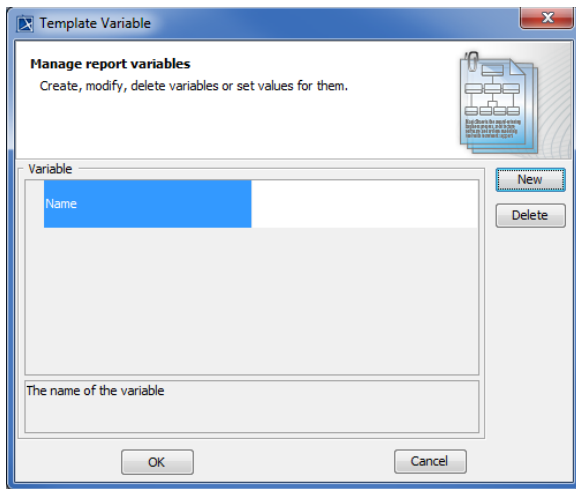 Template Variable
Manage report variables
Create, modify, delete variables or set values for them.
Variable
New
Name
Delete
The name of the variable
OK
Cancel